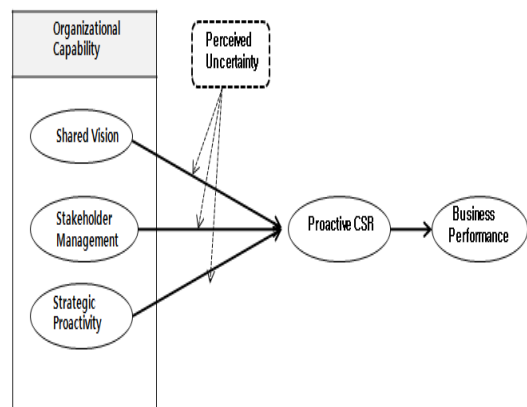 Organizational
Capability
Perceived
Uncertainty
Shared Vision
Stakeholder
Management
Strategic
Proactivity
Proactive CSR
Business
Performance